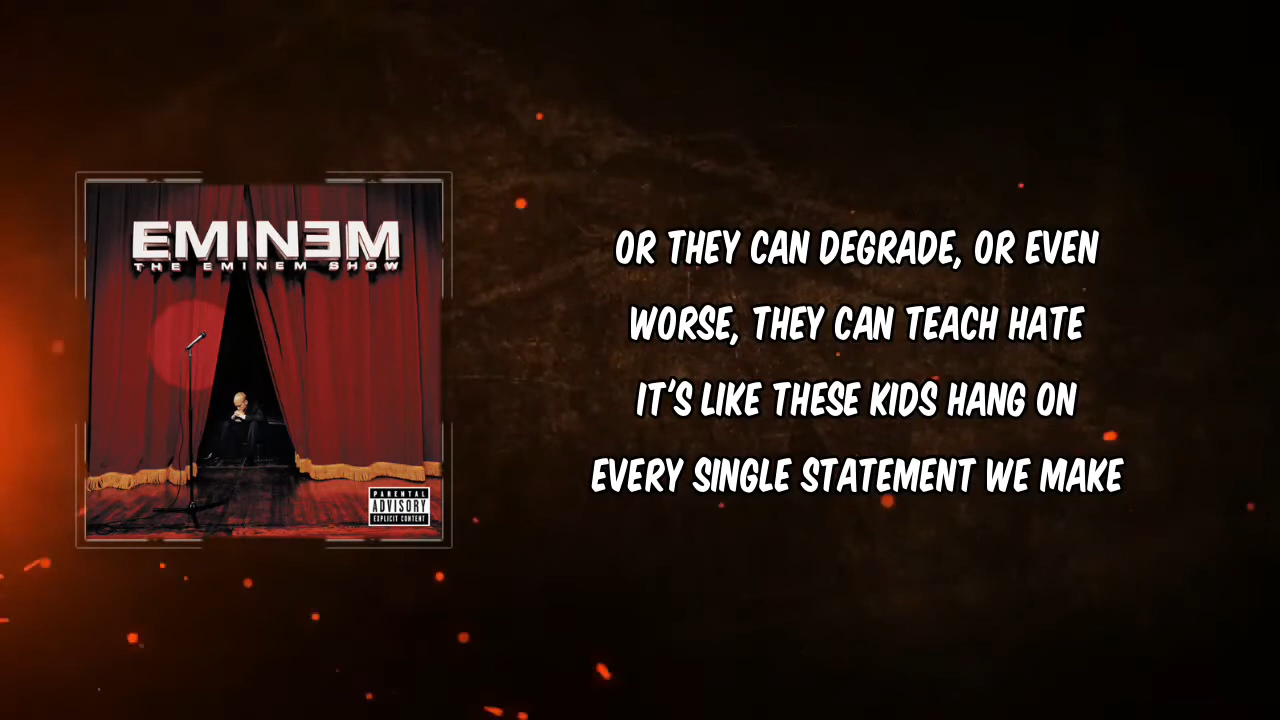 EMINEM
THE EMINEM SHOW
PARENTAL
ADVISORY
EXPLICIT CONTENT
OR THEY CAN DEGRADE, OR EVEN
WORSE, THEY CAN TEACH HATE
IT'S LIKE THESE KIDS HANG ON
EVERY SINGLE STATEMENT WE MAKE